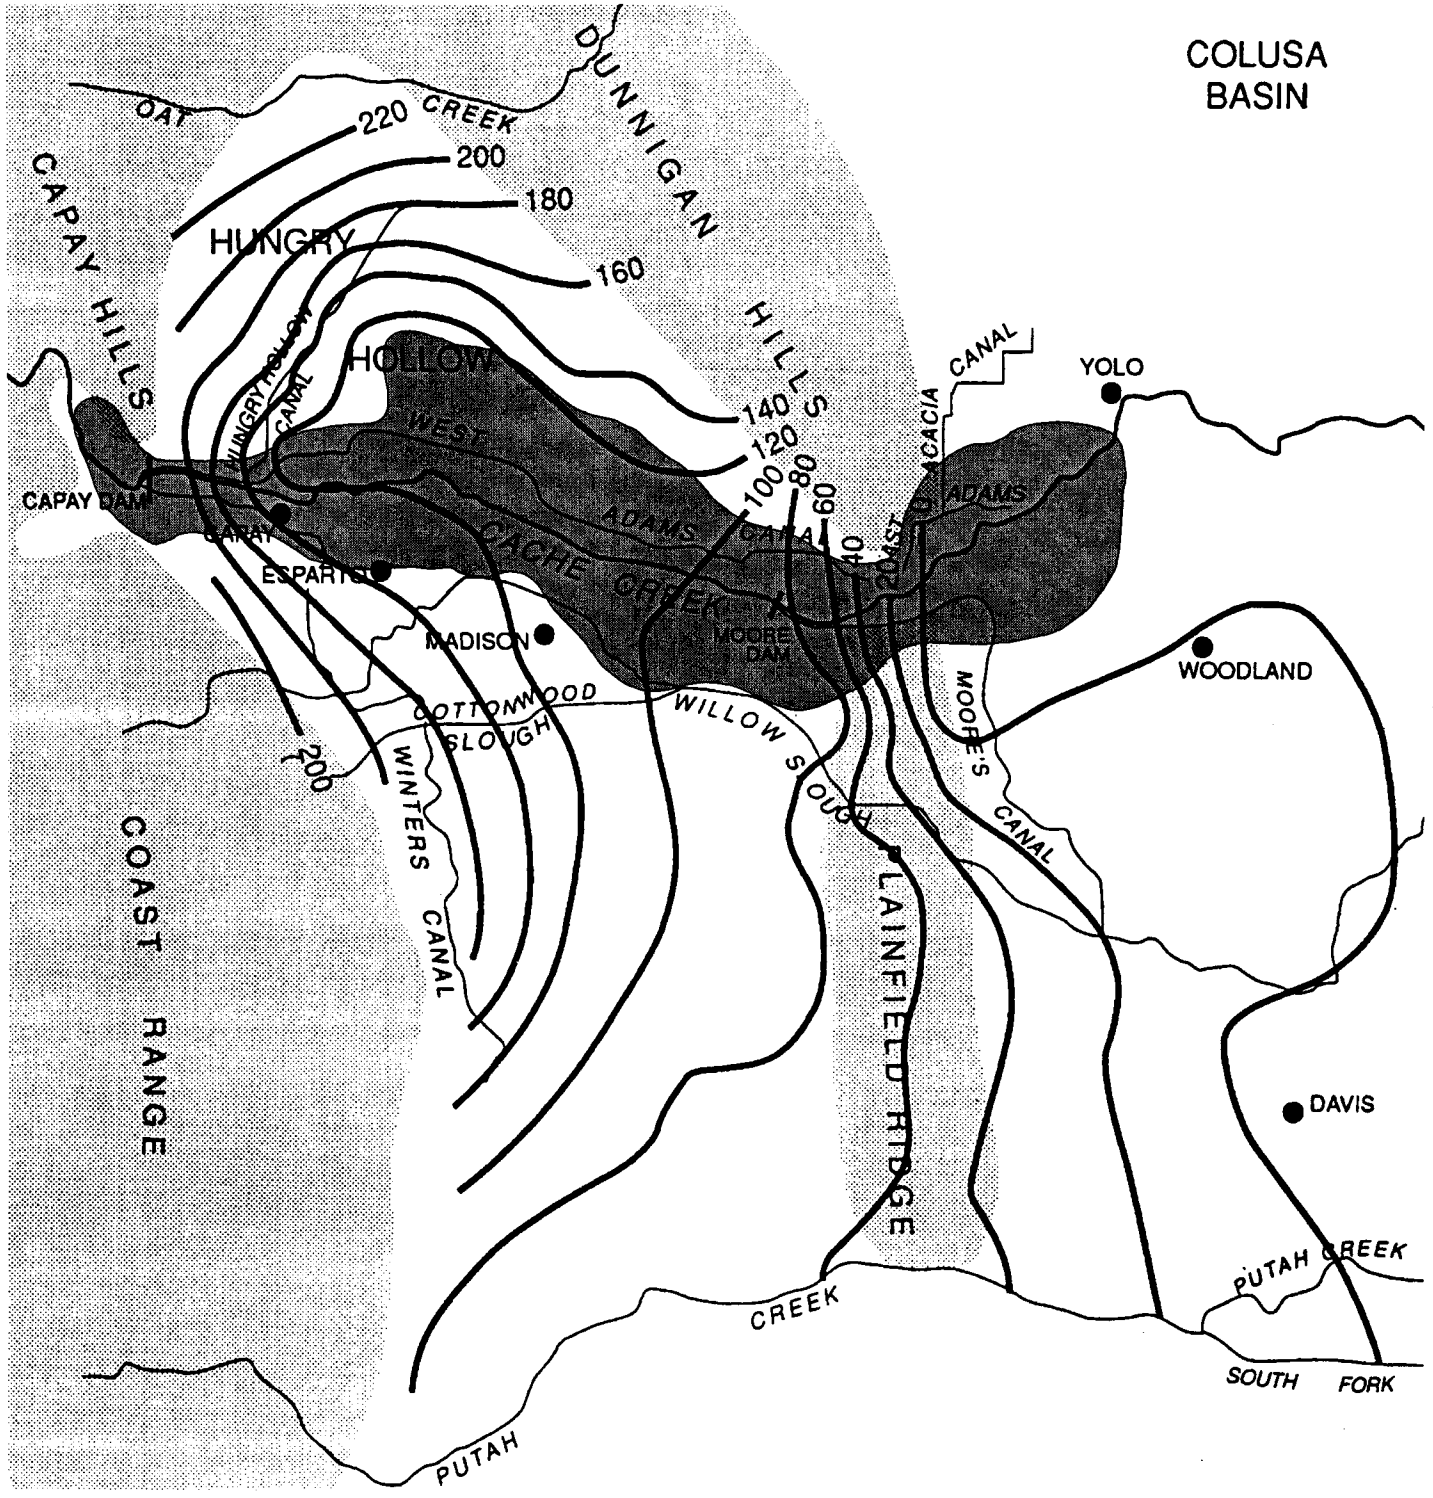 COLUSA
BASIN
DUNNIGAN
HILLS
OAT
CREEK
220
200
180
160
140
120
100
80
60
40
20
0
CAPAY HILLS
HUNGRY
HOLLOW
HUNGRY HOLLOW
CANAL
WEST
ADAMS
CANAL
ACACIA
CANAL
YOLO
EAST
ADAMS
CAPAY DAM
CAPAY
ESPARTO
CACHE CREEK
MADISON
MOORE
DAM
WOODLAND
COTTONWOOD
SLOUGH
WILLOW SLOUGH
MOORE'S
CANAL
200
WINTERS
CANAL
COAST RANGE
PLAINFIELD RIDGE
DAVIS
PUTAH CREEK
CREEK
SOUTH FORK
PUTAH